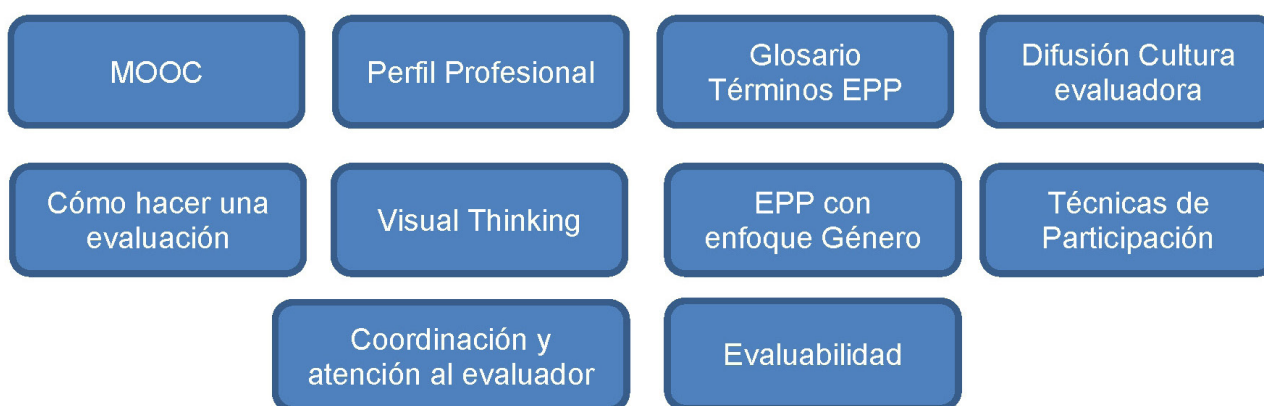 MOOC
Perfil Profesional
Glosario
Términos EPP
Difusión Cultura
evaluadora
Cómo hacer una
evaluación
Visual Thinking
EPP con
enfoque Género
Técnicas de
Participación
Coordinación y
atención al evaluador
Evaluabilidad